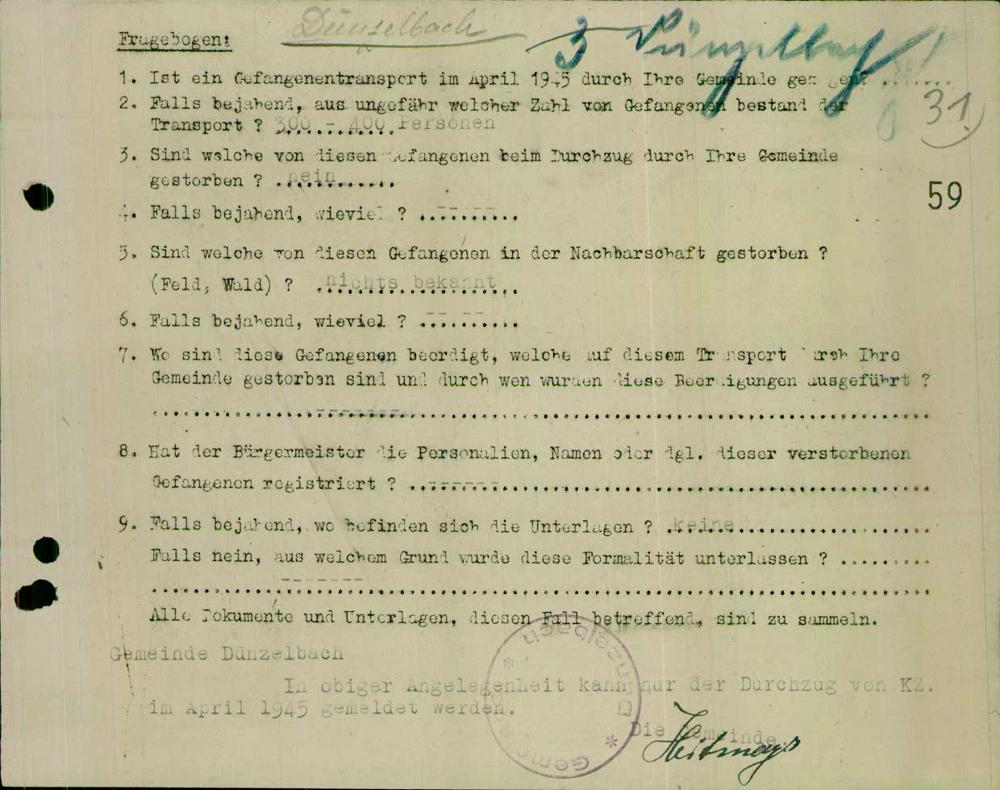 Dünzelbach
Fragebogen:
3 Dünzelbach
1. Ist ein Gefangenentransport im April 1945 durch Ihre Gemeinde gegangen? .......
2. Falls bejahend, aus ungefähr welcher Zahl von Gefangenen bestand der
Transport ? 300 - 400 Personen
31
3. Sind welche von diesen Gefangenen beim Durchzug durch Ihre Gemeinde
gestorben ? .nein............
59
4. Falls bejahend, wieviel ? ..........
5. Sind welche von diesen Gefangenen in der Nachbarschaft gestorben ?
(Feld, Wald) ? .nichts bekannt...
6. Falls bejahend, wieviel ? ..........
7. Wo sind diese Gefangenen beerdigt, welche auf diesem Transport durch Ihre
Gemeinde gestorben sind und durch wen wurden diese Beerdigungen ausgeführt ?
8. Hat der Bürgermeister die Personalien, Namen oder dgl. dieser verstorbenen
Gefangenen registriert ? ..--------........................................
9. Falls bejahend, wo befinden sich die Unterlagen ? .keine....................
Falls nein, aus welchem Grund wurde diese Formalität unterlassen ? .........
Alle Dokumente und Unterlagen, diesen Fall betreffend, sind zu sammeln.
Gemeinde Dünzelbach
In obiger Angelegenheit kann nur der Durchzug von KZ.
im April 1945 gemeldet werden.
Die Gemeinde
* Gemeinde * Dünzelbach